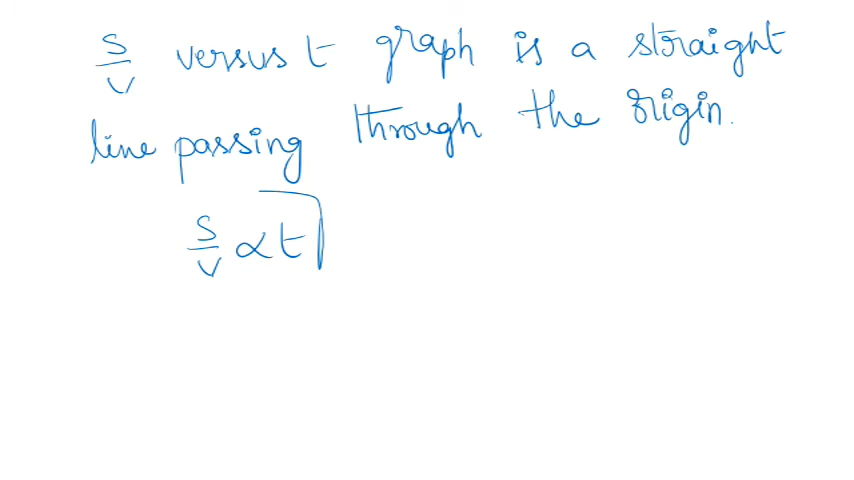 s/v versus t graph is a straight
line passing through the origin.
s/v ∝ t